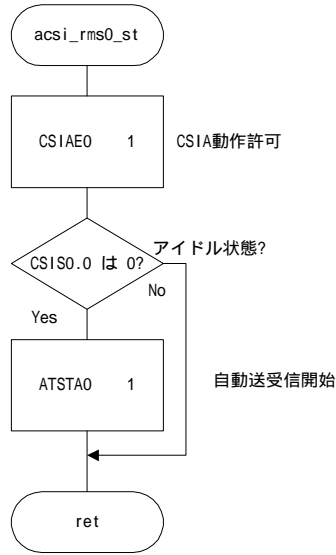 acsi_rms0_st
CSIAE0 1 CSIA動作許可
アイドル状態?
CSIS0.0 は 0?
No
Yes
ATSTA0 1 自動送受信開始
ret